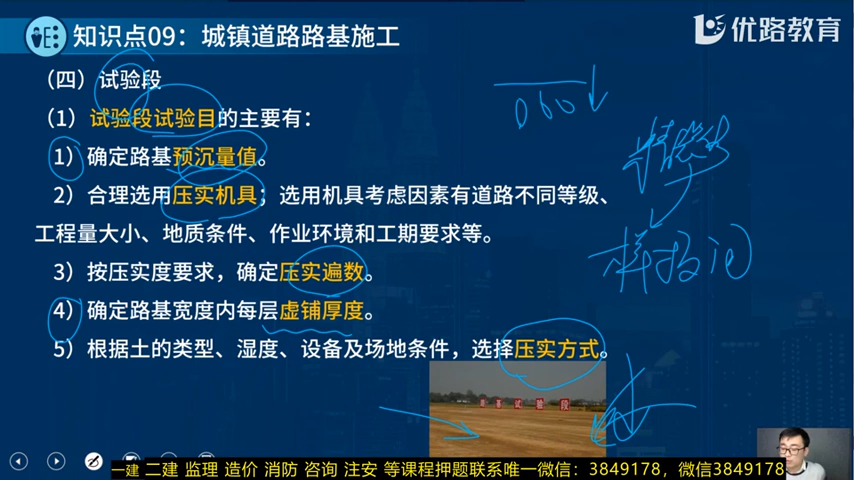 知识点09：城镇道路路基施工
优路教育
（四）试验段
（1）试验段试验目的主要有：
1）确定路基预沉量值。
2）合理选用压实机具；选用机具考虑因素有道路不同等级、
工程量大小、地质条件、作业环境和工期要求等。
3）按压实度要求，确定压实遍数。
4）确定路基宽度内每层虚铺厚度。
5）根据土的类型、湿度、设备及场地条件，选择压实方式。
路基试验段
一建 二建 监理 造价 消防 咨询 注安 等课程押题联系唯一微信：3849178，微信3849178